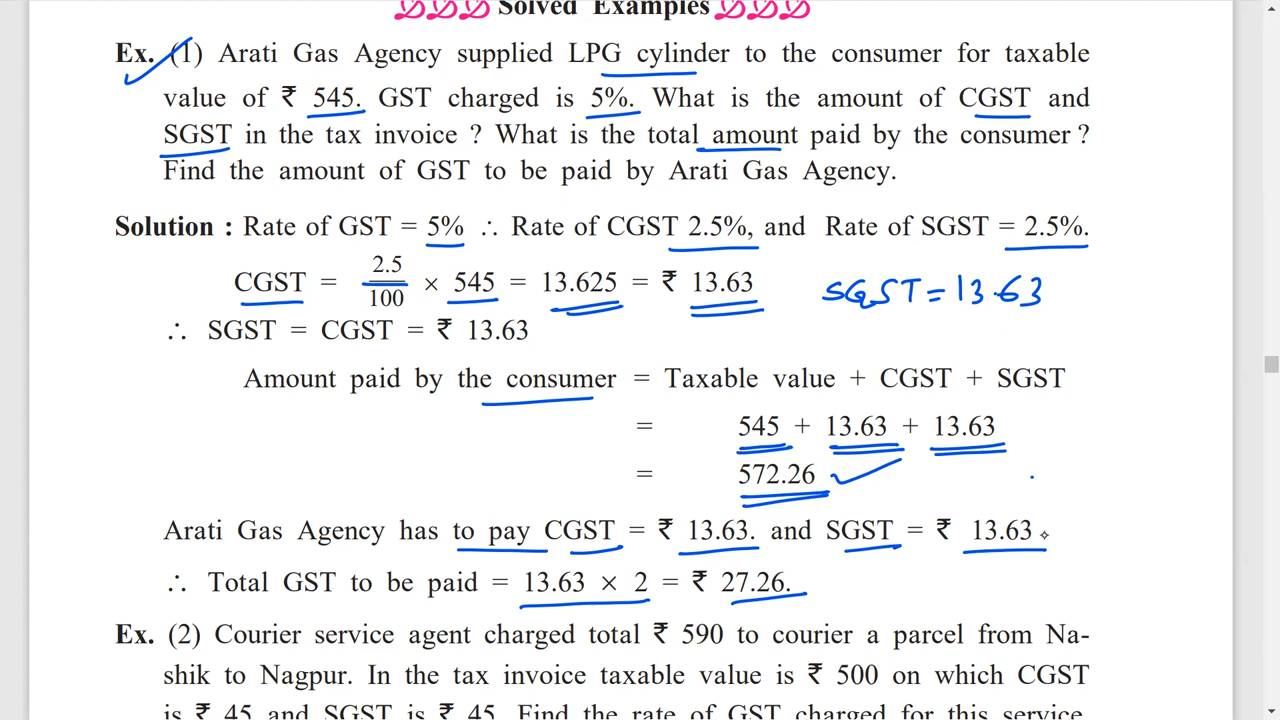 Solved Examples
Ex. (1) Arati Gas Agency supplied LPG cylinder to the consumer for taxable
value of ₹ 545. GST charged is 5%. What is the amount of CGST and
SGST in the tax invoice ? What is the total amount paid by the consumer ?
Find the amount of GST to be paid by Arati Gas Agency.
Solution : Rate of GST = 5% ∴ Rate of CGST 2.5%, and Rate of SGST = 2.5%.
CGST = 2.5/100 × 545 = 13.625 = ₹ 13.63 SGST = 13.63
∴ SGST = CGST = ₹ 13.63
Amount paid by the consumer = Taxable value + CGST + SGST
= 545 + 13.63 + 13.63
= 572.26
Arati Gas Agency has to pay CGST = ₹ 13.63. and SGST = ₹ 13.63
∴ Total GST to be paid = 13.63 × 2 = ₹ 27.26.
Ex. (2) Courier service agent charged total ₹ 590 to courier a parcel from Na-
shik to Nagpur. In the tax invoice taxable value is ₹ 500 on which CGST
is ₹ 45 and SGST is ₹ 45. Find the rate of GST charged for this service.